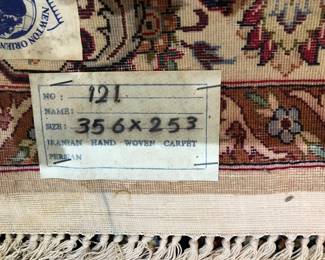 NO: 121
NAME:
SIZE: 356×253
IRANIAN HAND WOVEN CARPET
PERSIAN